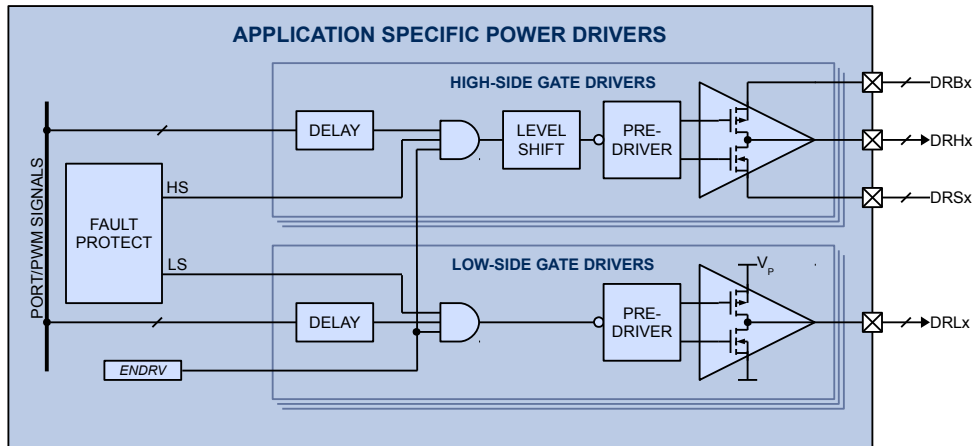 APPLICATION SPECIFIC POWER DRIVERS
HIGH-SIDE GATE DRIVERS
DRBx
DELAY
LEVEL
SHIFT
PRE-
DRIVER
DRHx
PORT/PWM SIGNALS
HS
DRSx
FAULT
PROTECT
LS
LOW-SIDE GATE DRIVERS
VP
DELAY
PRE-
DRIVER
DRLx
ENDRV